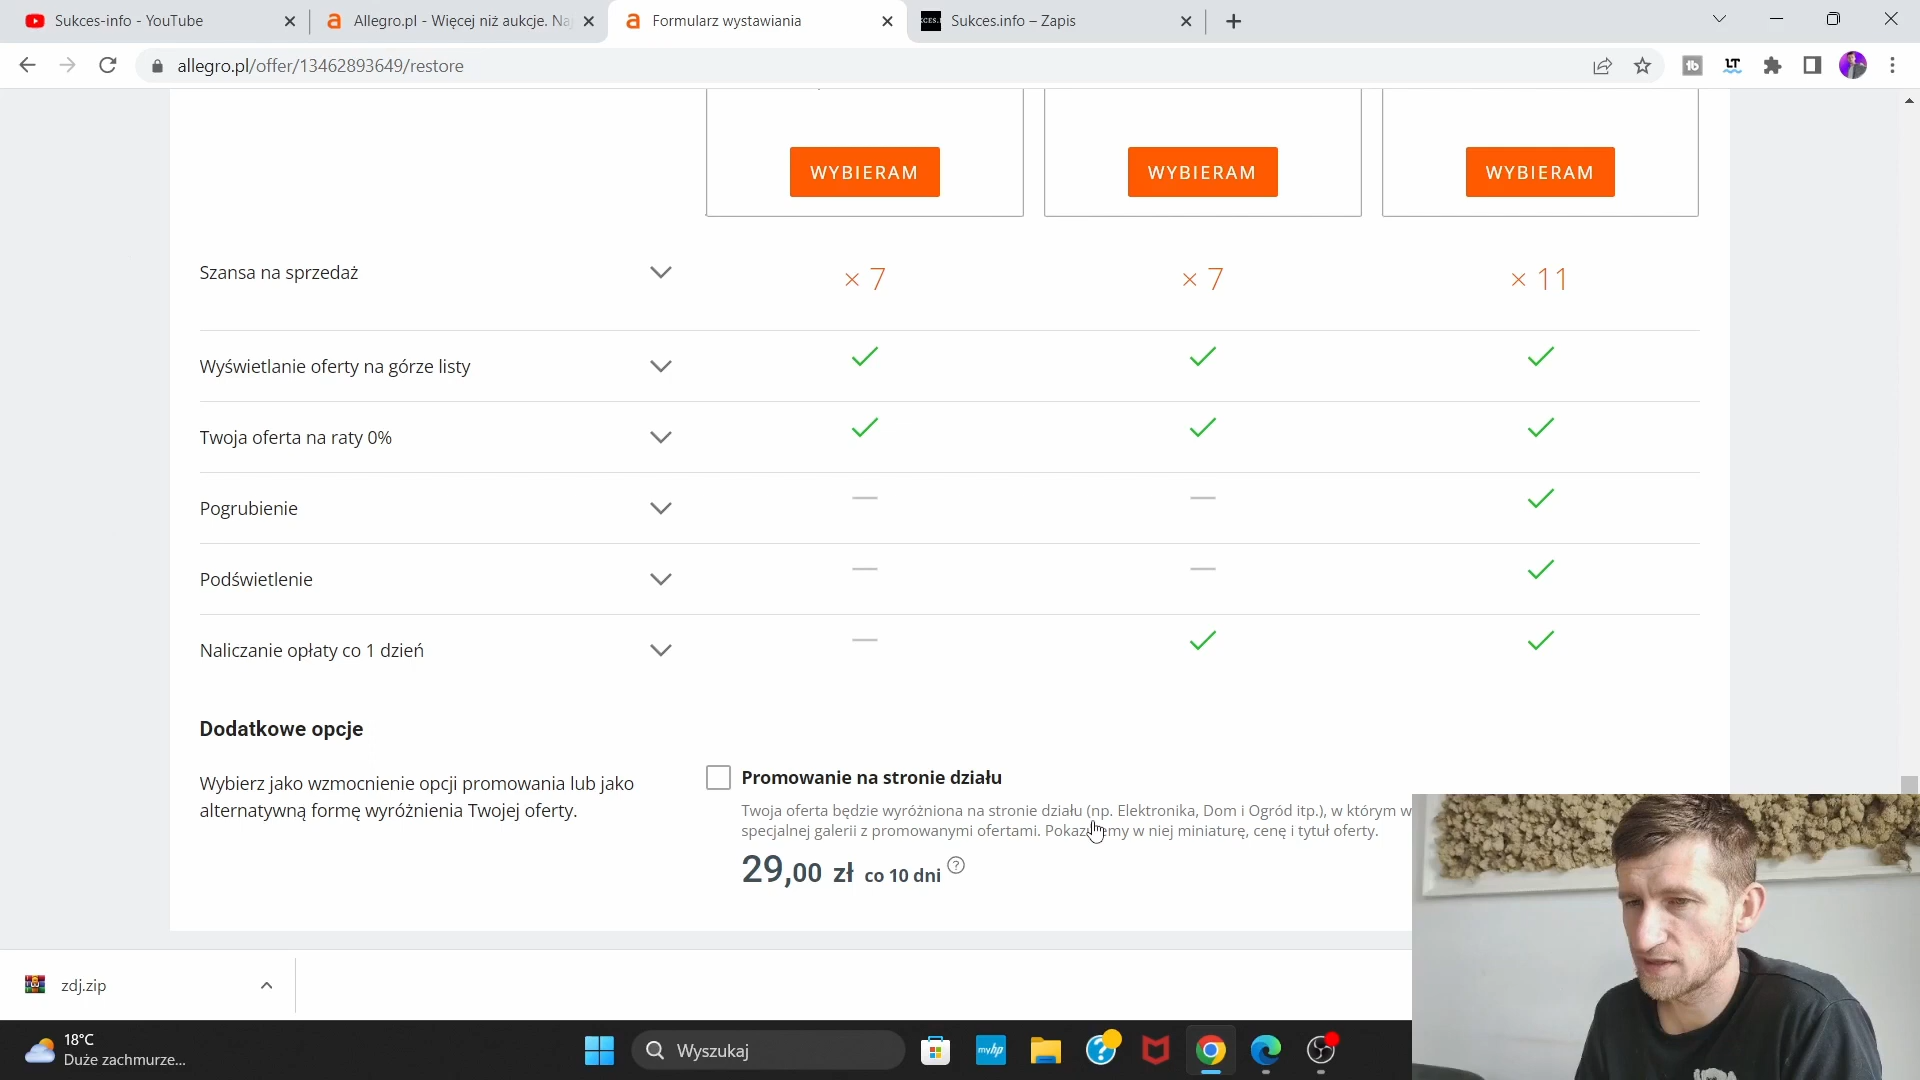 Sukces-info - YouTube
Allegro.pl - Więcej niż aukcje. Na
Formularz wystawiania
Sukces.info – Zapis
allegro.pl/offer/13462893649/restore
WYBIERAM WYBIERAM WYBIERAM
Szansa na sprzedaż × 7 × 7 × 11
Wyświetlanie oferty na górze listy
Twoja oferta na raty 0%
Pogrubienie
Podświetlenie
Naliczanie opłaty co 1 dzień
Dodatkowe opcje
Wybierz jako wzmocnienie opcji promowania lub jako
alternatywną formę wyróżnienia Twojej oferty.
Promowanie na stronie działu
Twoja oferta będzie wyróżniona na stronie działu (np. Elektronika, Dom i Ogród itp.), w którym w
specjalnej galerii z promowanymi ofertami. w niej miniaturę, cenę i tytuł oferty.
29,00 zł co 10 dni
zdj.zip
18°C
Duże zachmurze...
Wyszukaj
myhp